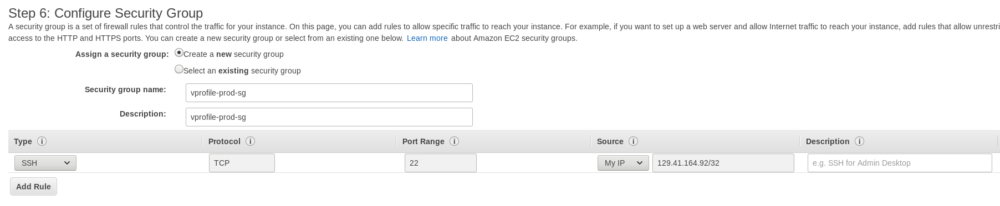 Step 6: Configure Security Group
A security group is a set of firewall rules that control the traffic for your instance. On this page, you can add rules to allow specific traffic to reach your instance. For example, if you want to set up a web server and allow Internet traffic to reach your instance, add rules that allow unrestri
access to the HTTP and HTTPS ports. You can create a new security group or select from an existing one below. Learn more about Amazon EC2 security groups.
Assign a security group: Create a new security group
Select an existing security group
Security group name: vprofile-prod-sg
Description: vprofile-prod-sg
Type i Protocol i Port Range i Source i Description i
SSH TCP 22 My IP 129.41.164.92/32 e.g. SSH for Admin Desktop
Add Rule